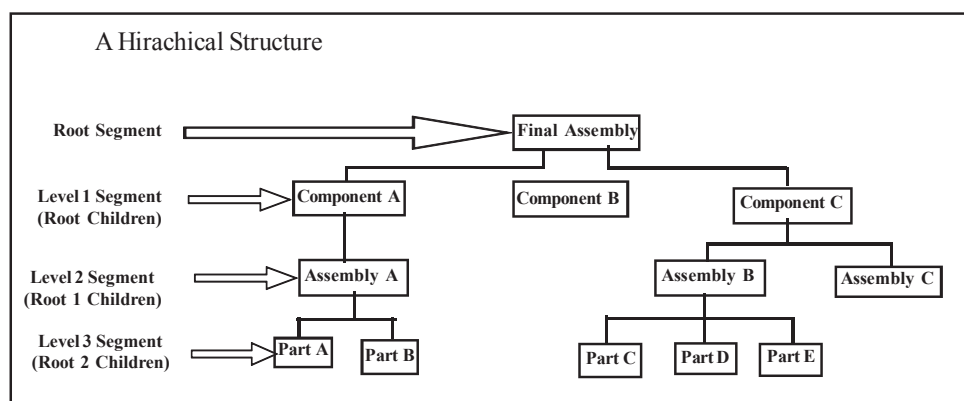 A Hirachical Structure
Root Segment
Final Assembly
Level 1 Segment
(Root Children)
Component A
Component B
Component C
Level 2 Segment
(Root 1 Children)
Assembly A
Assembly B
Assembly C
Level 3 Segment
(Root 2 Children)
Part A
Part B
Part C
Part D
Part E